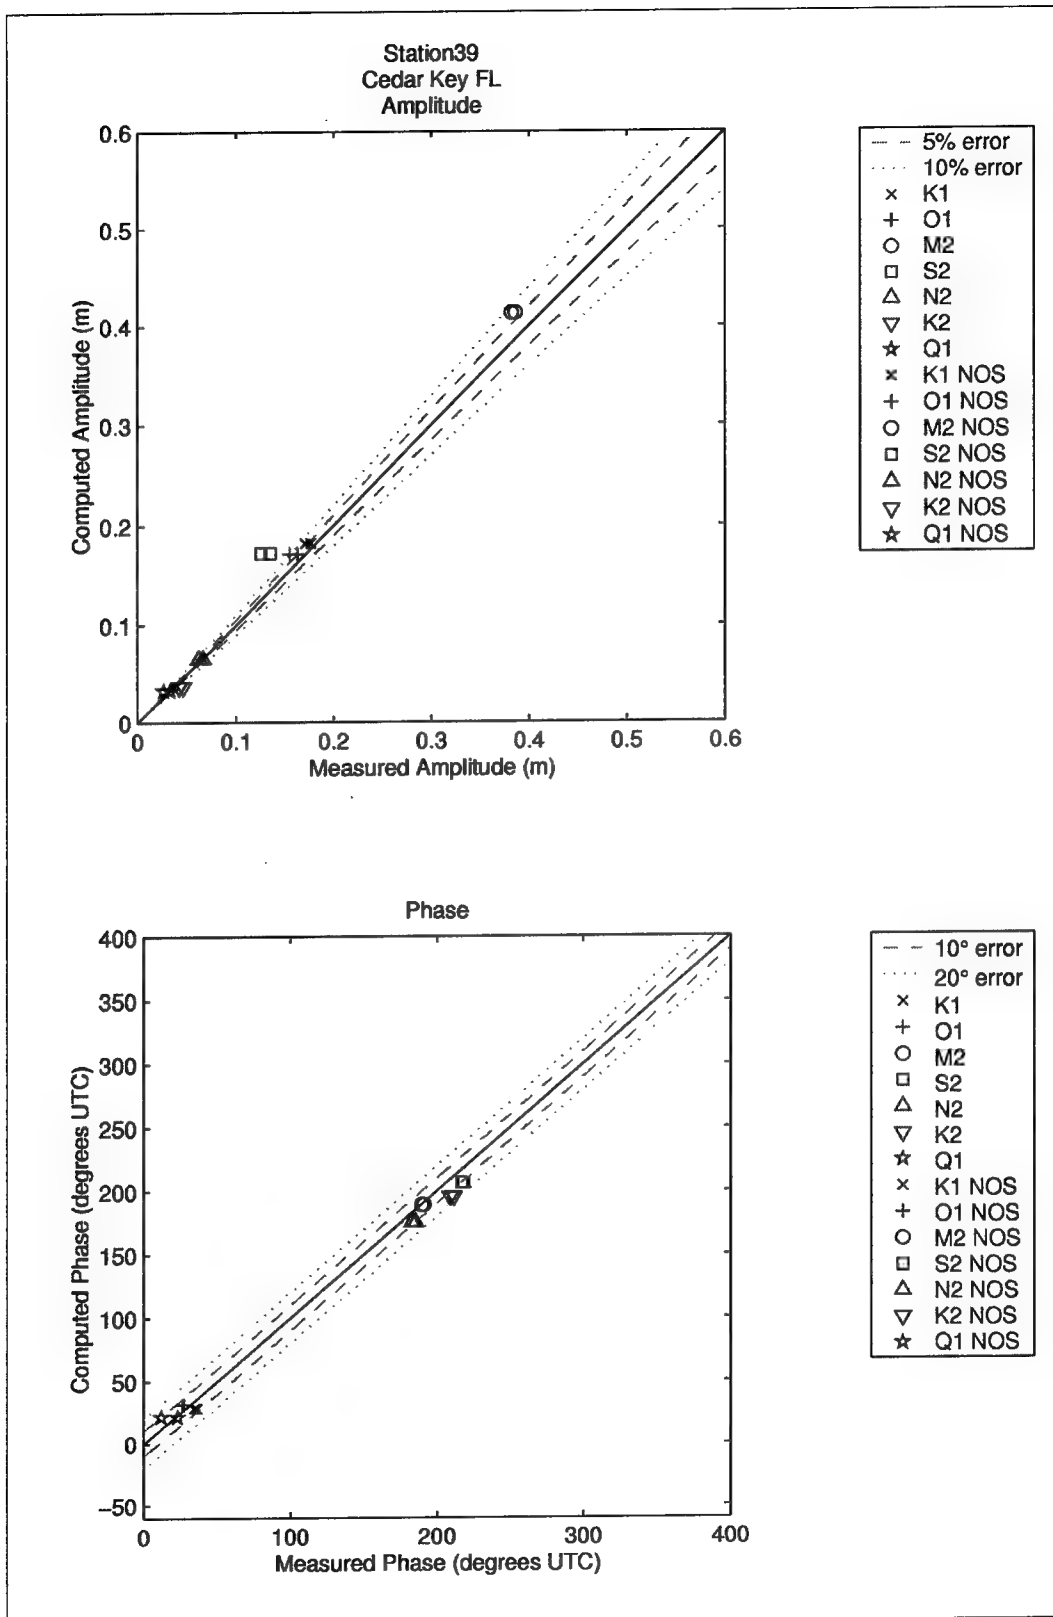 Station39
Cedar Key FL
Amplitude
0.6
0.5
0.4
0.3
0.2
0.1
0
0 0.1 0.2 0.3 0.4 0.5 0.6
Computed Amplitude (m)
Measured Amplitude (m)
5% error
10% error
K1
O1
M2
S2
N2
K2
Q1
K1 NOS
O1 NOS
M2 NOS
S2 NOS
N2 NOS
K2 NOS
Q1 NOS
Phase
400
350
300
250
200
150
100
50
0
−50
0 100 200 300 400
Computed Phase (degrees UTC)
Measured Phase (degrees UTC)
10° error
20° error
K1
O1
M2
S2
N2
K2
Q1
K1 NOS
O1 NOS
M2 NOS
S2 NOS
N2 NOS
K2 NOS
Q1 NOS